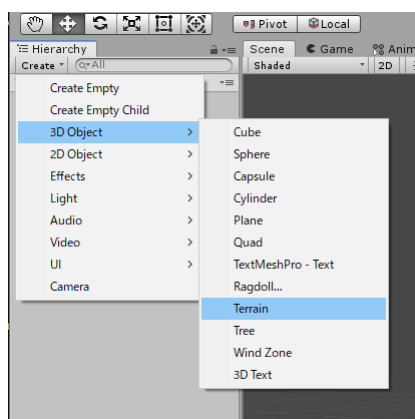 Pivot Local
Hierarchy
Scene Game Anim
Create All
Shaded 2D
Create Empty
Create Empty Child
3D Object
2D Object
Effects
Light
Audio
Video
UI
Camera
Cube
Sphere
Capsule
Cylinder
Plane
Quad
TextMeshPro - Text
Ragdoll...
Terrain
Tree
Wind Zone
3D Text